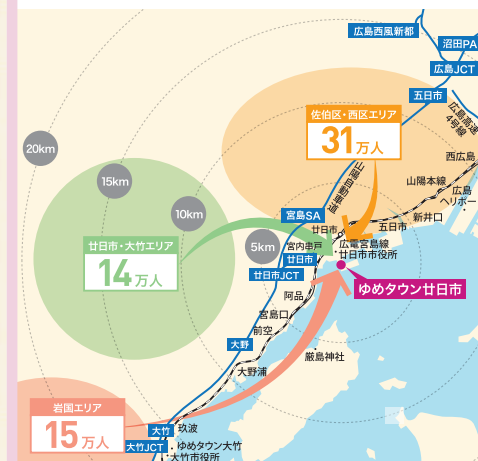 広島西風新都
沼田PA
広島JCT
五日市
広島高速
4号線
佐伯区・西区エリア
31万人
20km
15km
10km
5km
西広島
山陽自動車道
山陽本線
広島
ヘリポー
新井口
五日市
宮島SA
廿日市
広電宮島線
廿日市市役所
宮内串戸
廿日市
廿日市JCT
廿日市・大竹エリア
14万人
ゆめタウン廿日市
阿品
宮島口
前空
大野
厳島神社
大野浦
岩国エリア
15万人
大竹
玖波
大竹JCT
ゆめタウン大竹
大竹市役所